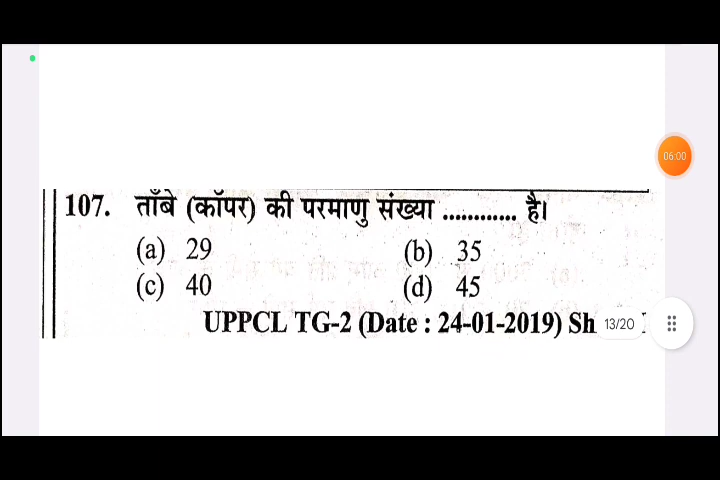 06:00
107. ताँबे (कॉपर) की परमाणु संख्या ............ है।
(a) 29 (b) 35
(c) 40 (d) 45
UPPCL TG-2 (Date : 24-01-2019) Sh
13/20